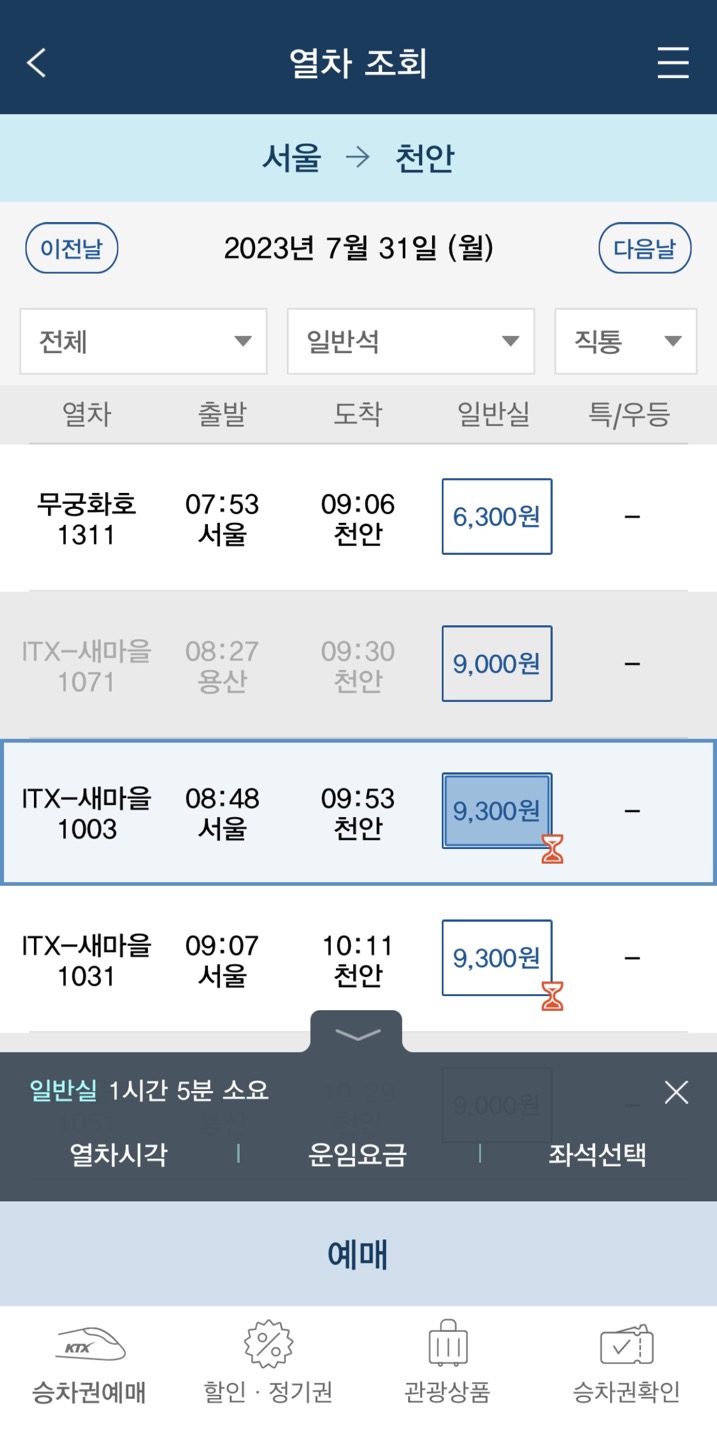 열차 조회
서울 → 천안
이전날 2023년 7월 31일 (월) 다음날
전체 일반석 직통
열차 출발 도착 일반실 특/우등
무궁화호 07:53 09:06 6,300원 –
1311 서울 천안
ITX-새마을 08:27 09:30 9,000원 –
1071 용산 천안
ITX-새마을 08:48 09:53 9,300원 –
1003 서울 천안
ITX-새마을 09:07 10:11 9,300원 –
1031 서울 천안
일반실 1시간 5분 소요
9,000원
열차시각 | 운임요금 | 좌석선택
예매
KTX
승차권예매 할인·정기권 관광상품 승차권확인